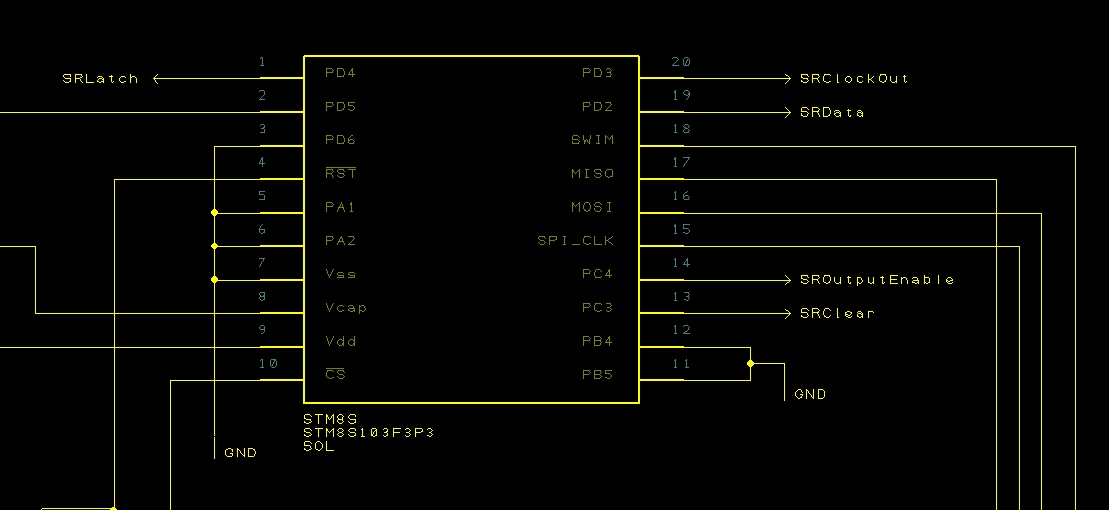 1 20
SRLatch PD4 PD3 SRClockOut
2 19
PD5 PD2 SRData
3 18
PD6 SWIM
4 17
RST MISO
5 16
PA1 MOSI
6 15
PA2 SPI_CLK
7 14
Vss PC4 SROutputEnable
8 13
Vcap PC3 SRClear
9 12
Vdd PB4
10 11
CS PB5
GND
STM8S
STM8S103F3P3
SOL
GND